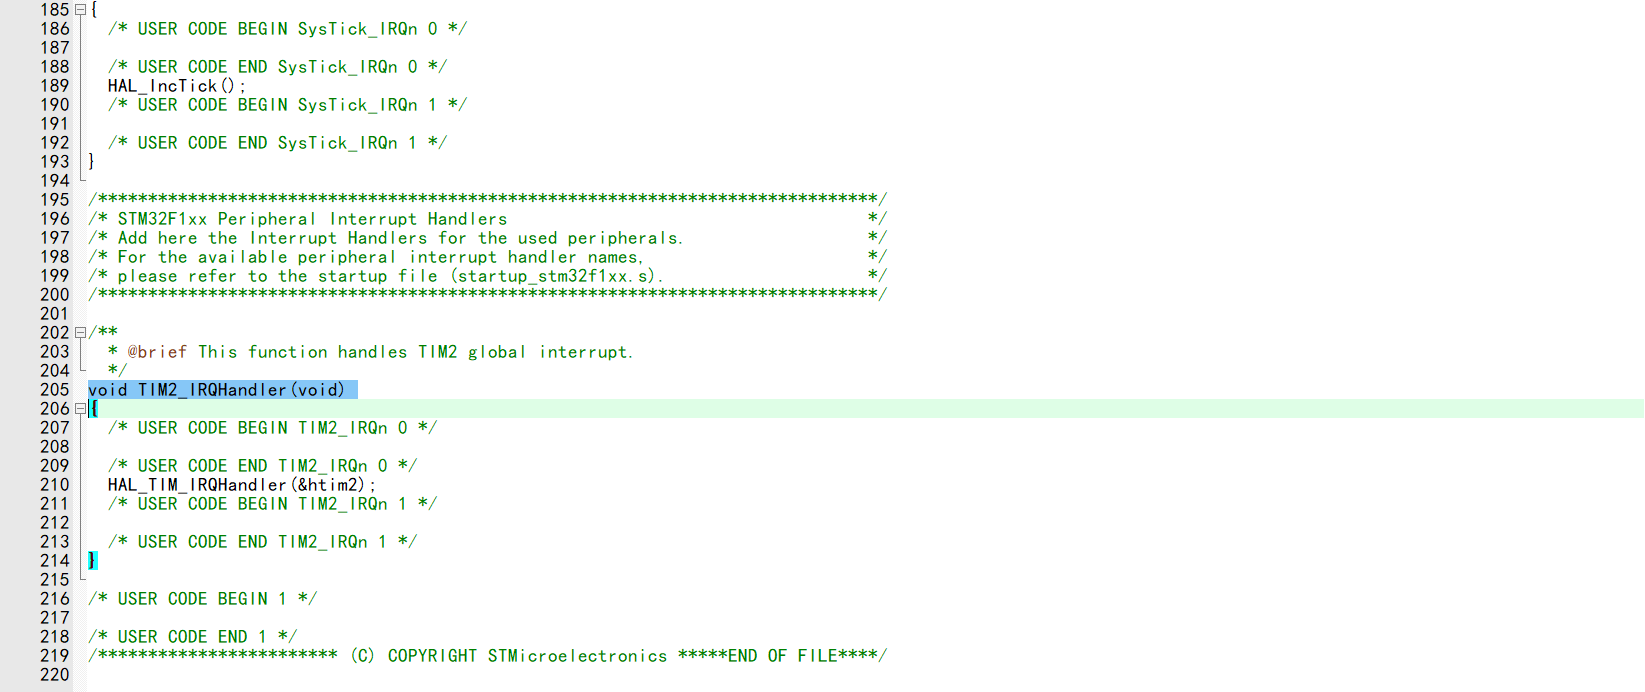 185 {
186   /* USER CODE BEGIN SysTick_IRQn 0 */
187
188   /* USER CODE END SysTick_IRQn 0 */
189   HAL_IncTick();
190   /* USER CODE BEGIN SysTick_IRQn 1 */
191
192   /* USER CODE END SysTick_IRQn 1 */
193 }
194
195 /******************************************************************************/
196 /* STM32F1xx Peripheral Interrupt Handlers                                    */
197 /* Add here the Interrupt Handlers for the used peripherals.                  */
198 /* For the available peripheral interrupt handler names,                      */
199 /* please refer to the startup file (startup_stm32f1xx.s).                    */
200 /******************************************************************************/
201
202 /**
203   * @brief This function handles TIM2 global interrupt.
204   */
205 void TIM2_IRQHandler(void)
206 {
207   /* USER CODE BEGIN TIM2_IRQn 0 */
208
209   /* USER CODE END TIM2_IRQn 0 */
210   HAL_TIM_IRQHandler(&htim2);
211   /* USER CODE BEGIN TIM2_IRQn 1 */
212
213   /* USER CODE END TIM2_IRQn 1 */
214 }
215
216 /* USER CODE BEGIN 1 */
217
218 /* USER CODE END 1 */
219 /************************ (C) COPYRIGHT STMicroelectronics *****END OF FILE****/
220